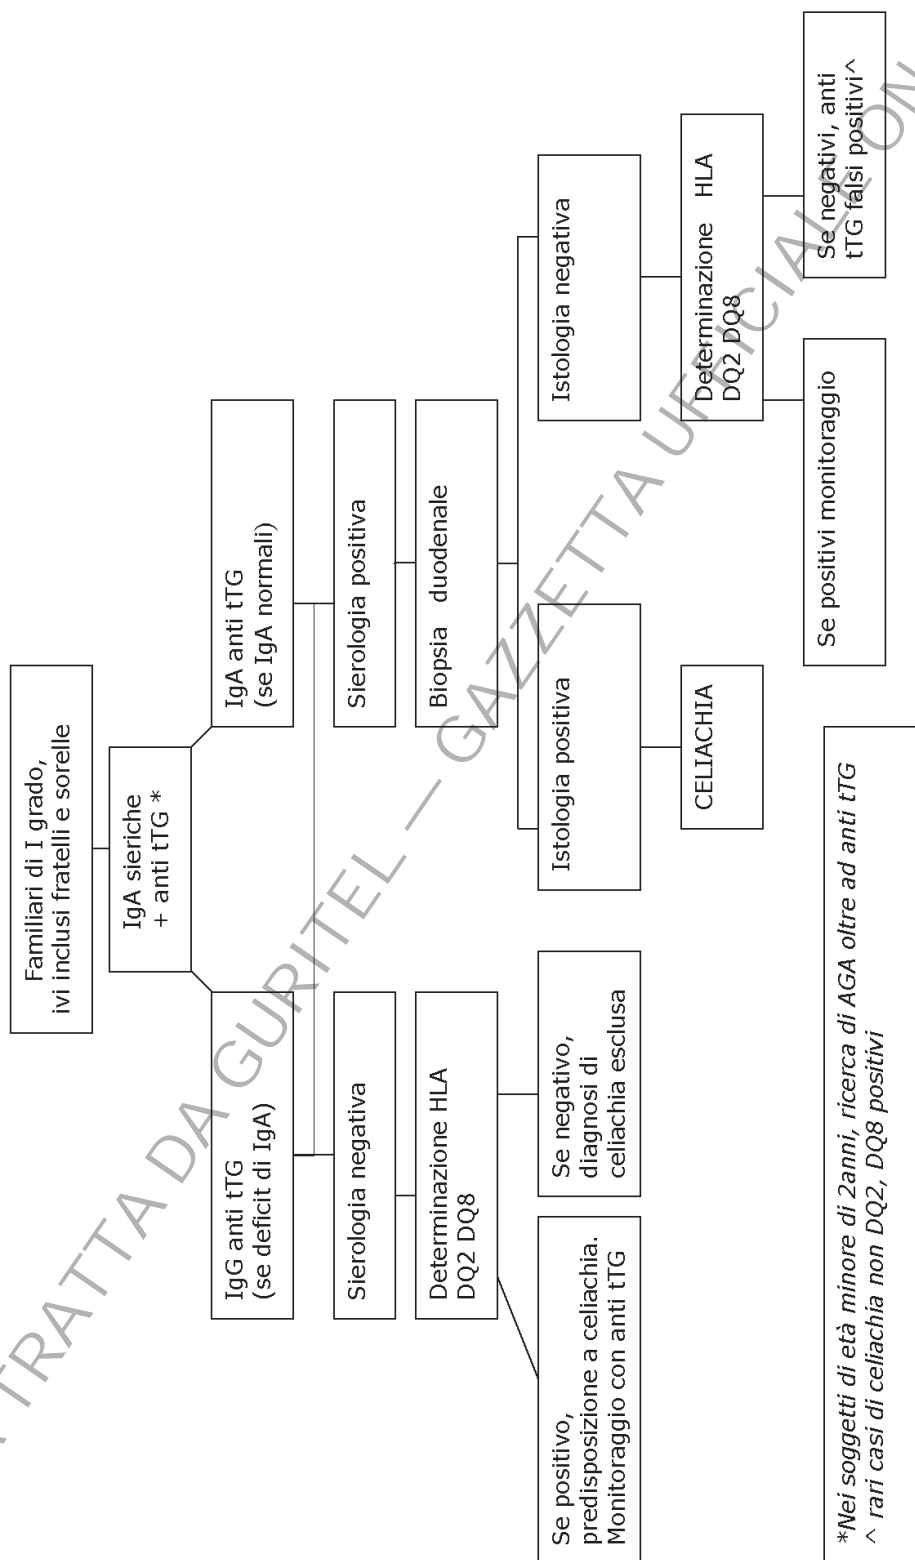 Familiari di I grado,
ivi inclusi fratelli e sorelle
IgA sieriche
+ anti tTG *
IgG anti tTG
(se deficit di IgA)
IgA anti tTG
(se IgA normali)
Sierologia negativa
Sierologia positiva
Determinazione HLA
DQ2 DQ8
Biopsia duodenale
Se positivo,
predisposizione a celiachia.
Monitoraggio con anti tTG
Se negativo,
diagnosi di
celiachia esclusa
Istologia positiva
Istologia negativa
CELIACHIA
Determinazione HLA
DQ2 DQ8
Se positivi monitoraggio
Se negativi, anti
tTG falsi positivi^
*Nei soggetti di età minore di 2anni, ricerca di AGA oltre ad anti tTG
^ rari casi di celiachia non DQ2, DQ8 positivi
TRATTA DA GURITEL — GAZZETTA UFFICIALE ON